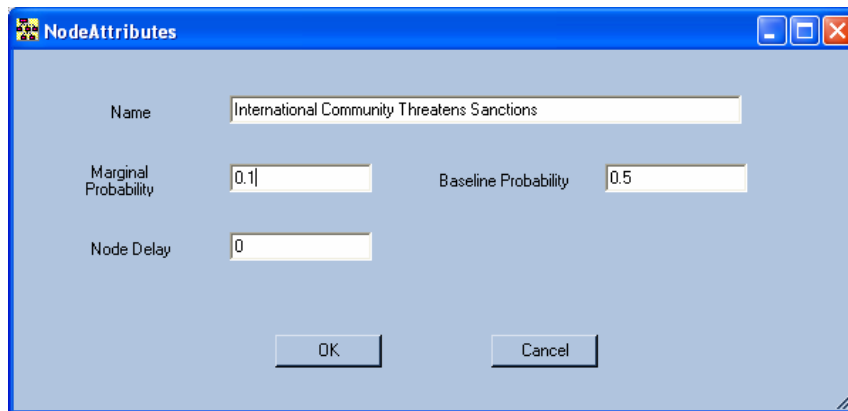 NodeAttributes
Name International Community Threatens Sanctions
Marginal
Probability 0.1 Baseline Probability 0.5
Node Delay 0
OK Cancel